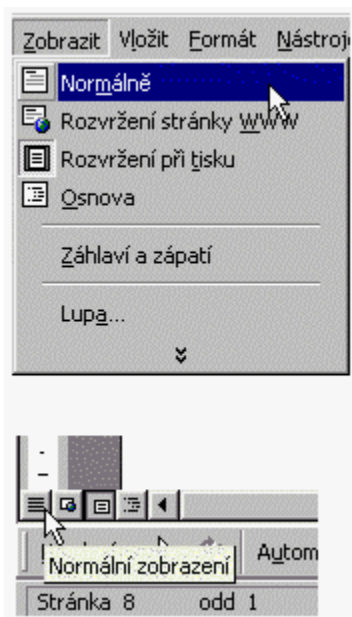 Zobrazit Vložit Formát Nástroj
Normálně
Rozvržení stránky WWW
Rozvržení při tisku
Osnova
Záhlaví a zápatí
Lupa...
Autom
Normální zobrazení
Stránka 8 odd 1